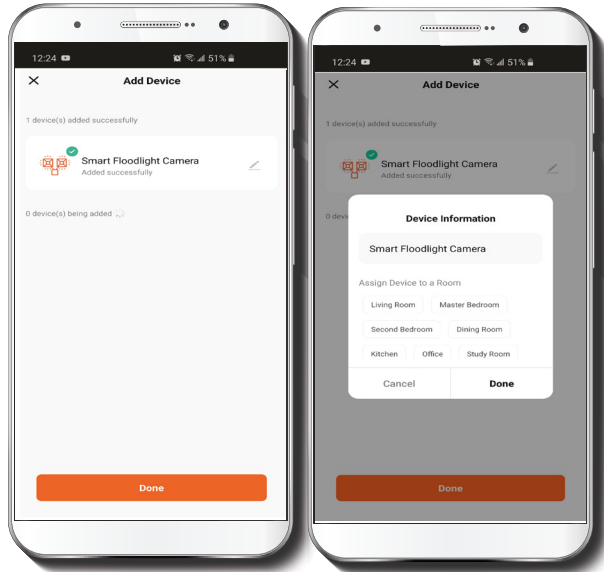 12:24 51%
Add Device
1 device(s) added successfully
Smart Floodlight Camera
Added successfully
0 device(s) being added
Done
12:24 51%
Add Device
1 device(s) added successfully
Smart Floodlight Camera
Added successfully
0 devi
Device Information
Smart Floodlight Camera
Assign Device to a Room
Living Room Master Bedroom
Second Bedroom Dining Room
Kitchen Office Study Room
Cancel Done
Done